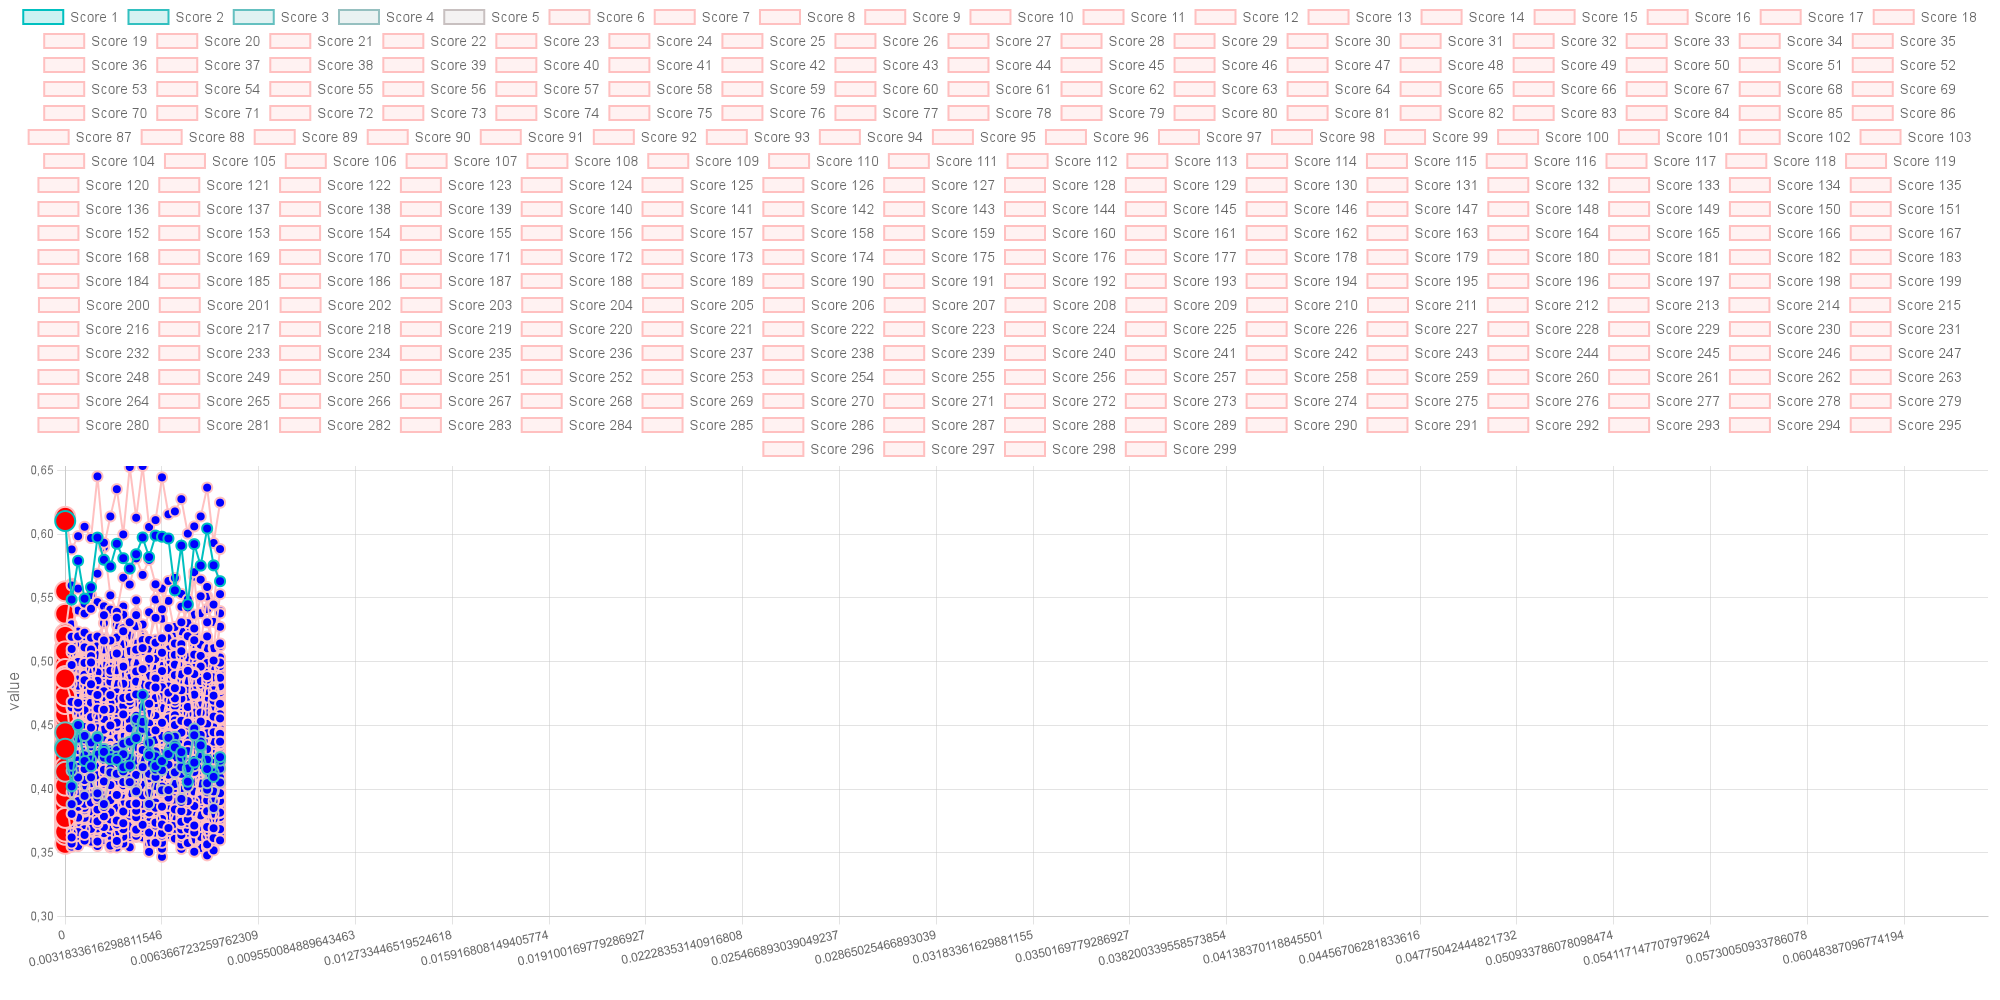 Score 1 Score 2 Score 3 Score 4 Score 5 Score 6 Score 7 Score 8 Score 9 Score 10 Score 11 Score 12 Score 13 Score 14 Score 15 Score 16 Score 17 Score 18
Score 19 Score 20 Score 21 Score 22 Score 23 Score 24 Score 25 Score 26 Score 27 Score 28 Score 29 Score 30 Score 31 Score 32 Score 33 Score 34 Score 35
Score 36 Score 37 Score 38 Score 39 Score 40 Score 41 Score 42 Score 43 Score 44 Score 45 Score 46 Score 47 Score 48 Score 49 Score 50 Score 51 Score 52
Score 53 Score 54 Score 55 Score 56 Score 57 Score 58 Score 59 Score 60 Score 61 Score 62 Score 63 Score 64 Score 65 Score 66 Score 67 Score 68 Score 69
Score 70 Score 71 Score 72 Score 73 Score 74 Score 75 Score 76 Score 77 Score 78 Score 79 Score 80 Score 81 Score 82 Score 83 Score 84 Score 85 Score 86
Score 87 Score 88 Score 89 Score 90 Score 91 Score 92 Score 93 Score 94 Score 95 Score 96 Score 97 Score 98 Score 99 Score 100 Score 101 Score 102 Score 103
Score 104 Score 105 Score 106 Score 107 Score 108 Score 109 Score 110 Score 111 Score 112 Score 113 Score 114 Score 115 Score 116 Score 117 Score 118 Score 119
Score 120 Score 121 Score 122 Score 123 Score 124 Score 125 Score 126 Score 127 Score 128 Score 129 Score 130 Score 131 Score 132 Score 133 Score 134 Score 135
Score 136 Score 137 Score 138 Score 139 Score 140 Score 141 Score 142 Score 143 Score 144 Score 145 Score 146 Score 147 Score 148 Score 149 Score 150 Score 151
Score 152 Score 153 Score 154 Score 155 Score 156 Score 157 Score 158 Score 159 Score 160 Score 161 Score 162 Score 163 Score 164 Score 165 Score 166 Score 167
Score 168 Score 169 Score 170 Score 171 Score 172 Score 173 Score 174 Score 175 Score 176 Score 177 Score 178 Score 179 Score 180 Score 181 Score 182 Score 183
Score 184 Score 185 Score 186 Score 187 Score 188 Score 189 Score 190 Score 191 Score 192 Score 193 Score 194 Score 195 Score 196 Score 197 Score 198 Score 199
Score 200 Score 201 Score 202 Score 203 Score 204 Score 205 Score 206 Score 207 Score 208 Score 209 Score 210 Score 211 Score 212 Score 213 Score 214 Score 215
Score 216 Score 217 Score 218 Score 219 Score 220 Score 221 Score 222 Score 223 Score 224 Score 225 Score 226 Score 227 Score 228 Score 229 Score 230 Score 231
Score 232 Score 233 Score 234 Score 235 Score 236 Score 237 Score 238 Score 239 Score 240 Score 241 Score 242 Score 243 Score 244 Score 245 Score 246 Score 247
Score 248 Score 249 Score 250 Score 251 Score 252 Score 253 Score 254 Score 255 Score 256 Score 257 Score 258 Score 259 Score 260 Score 261 Score 262 Score 263
Score 264 Score 265 Score 266 Score 267 Score 268 Score 269 Score 270 Score 271 Score 272 Score 273 Score 274 Score 275 Score 276 Score 277 Score 278 Score 279
Score 280 Score 281 Score 282 Score 283 Score 284 Score 285 Score 286 Score 287 Score 288 Score 289 Score 290 Score 291 Score 292 Score 293 Score 294 Score 295
Score 296 Score 297 Score 298 Score 299
0,65
0,60
0,55
0,50
0,45
0,40
0,35
0,30
value
0
0.0031833616298811546
0.006366723259762309
0.009550084889643463
0.012733446519524618
0.015916808149405774
0.019100169779286927
0.022283531409168​08
0.025466893039049237
0.02865025466893039
0.03183361629881155
0.035016977928​6927
0.038200339558573854
0.04138370118845501
0.044567062818336​16
0.04775042444821732
0.050933786078098474
0.054117147707979624
0.05730050933786078
0.060483870967741​94